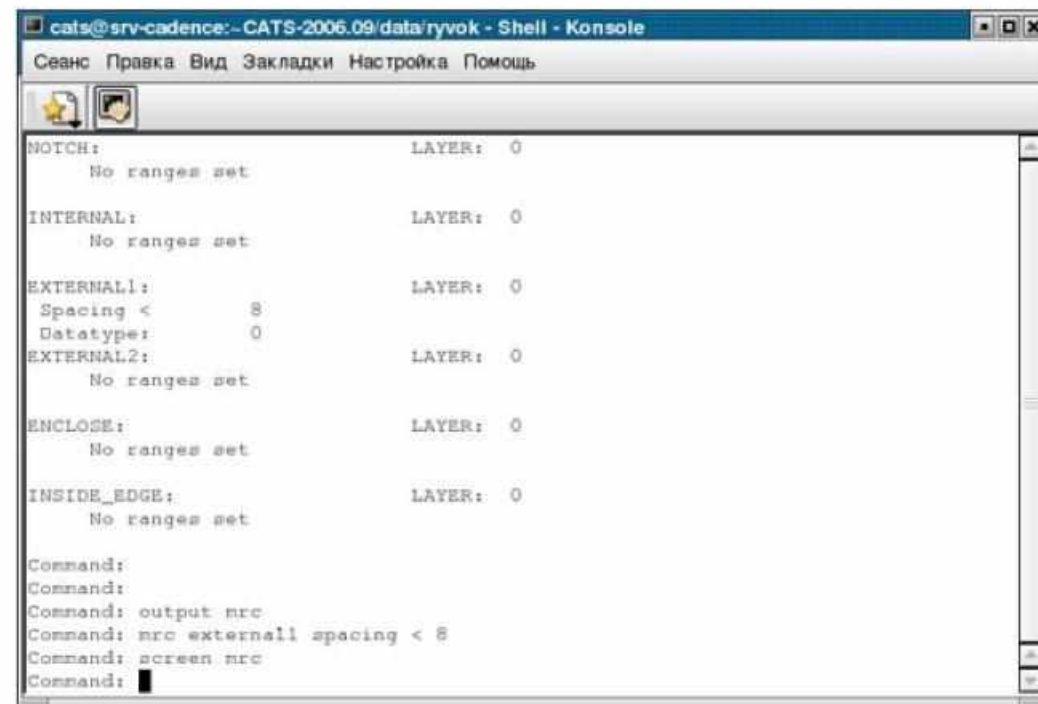 cats@srv-cadence:~CATS-2006.09/data/ryvok - Shell - Konsole
Сеанс Правка Вид Закладки Настройка Помощь
NOTCH: LAYER: 0
No ranges set
INTERNAL: LAYER: 0
No ranges set
EXTERNAL1: LAYER: 0
Spacing < 8
Datatype: 0
EXTERNAL2: LAYER: 0
No ranges set
ENCLOSE: LAYER: 0
No ranges set
INSIDE_EDGE: LAYER: 0
No ranges set
Command:
Command:
Command: output mrc
Command: mrc external1 spacing < 8
Command: screen mrc
Command: